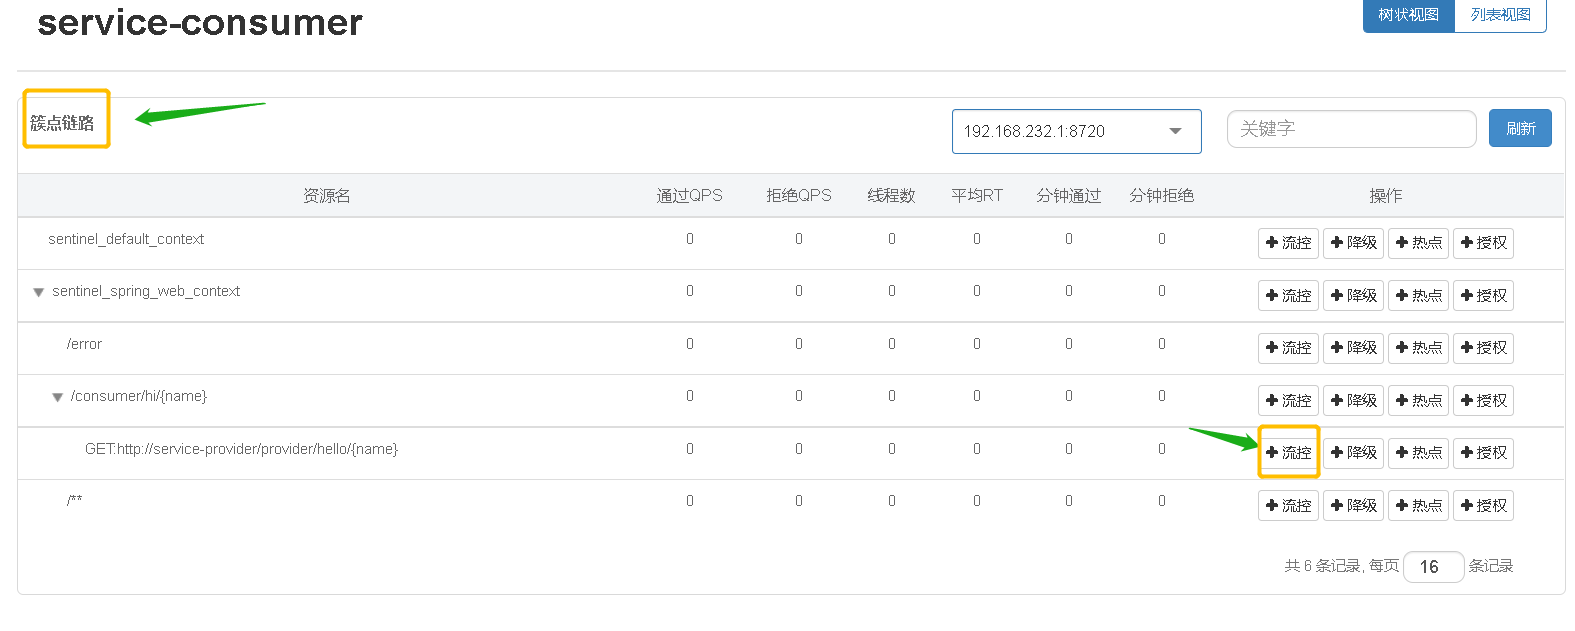 service-consumer
树状视图 列表视图
簇点链路
192.168.232.1:8720 关键字 刷新
资源名 通过QPS 拒绝QPS 线程数 平均RT 分钟通过 分钟拒绝 操作
sentinel_default_context 0 0 0 0 0 0 流控 降级 热点 授权
sentinel_spring_web_context 0 0 0 0 0 0 流控 降级 热点 授权
/error 0 0 0 0 0 0 流控 降级 热点 授权
/consumer/hi/{name} 0 0 0 0 0 0 流控 降级 热点 授权
GET:http://service-provider/provider/hello/{name} 0 0 0 0 0 0 流控 降级 热点 授权
/** 0 0 0 0 0 0 流控 降级 热点 授权
共 6 条记录, 每页 16 条记录